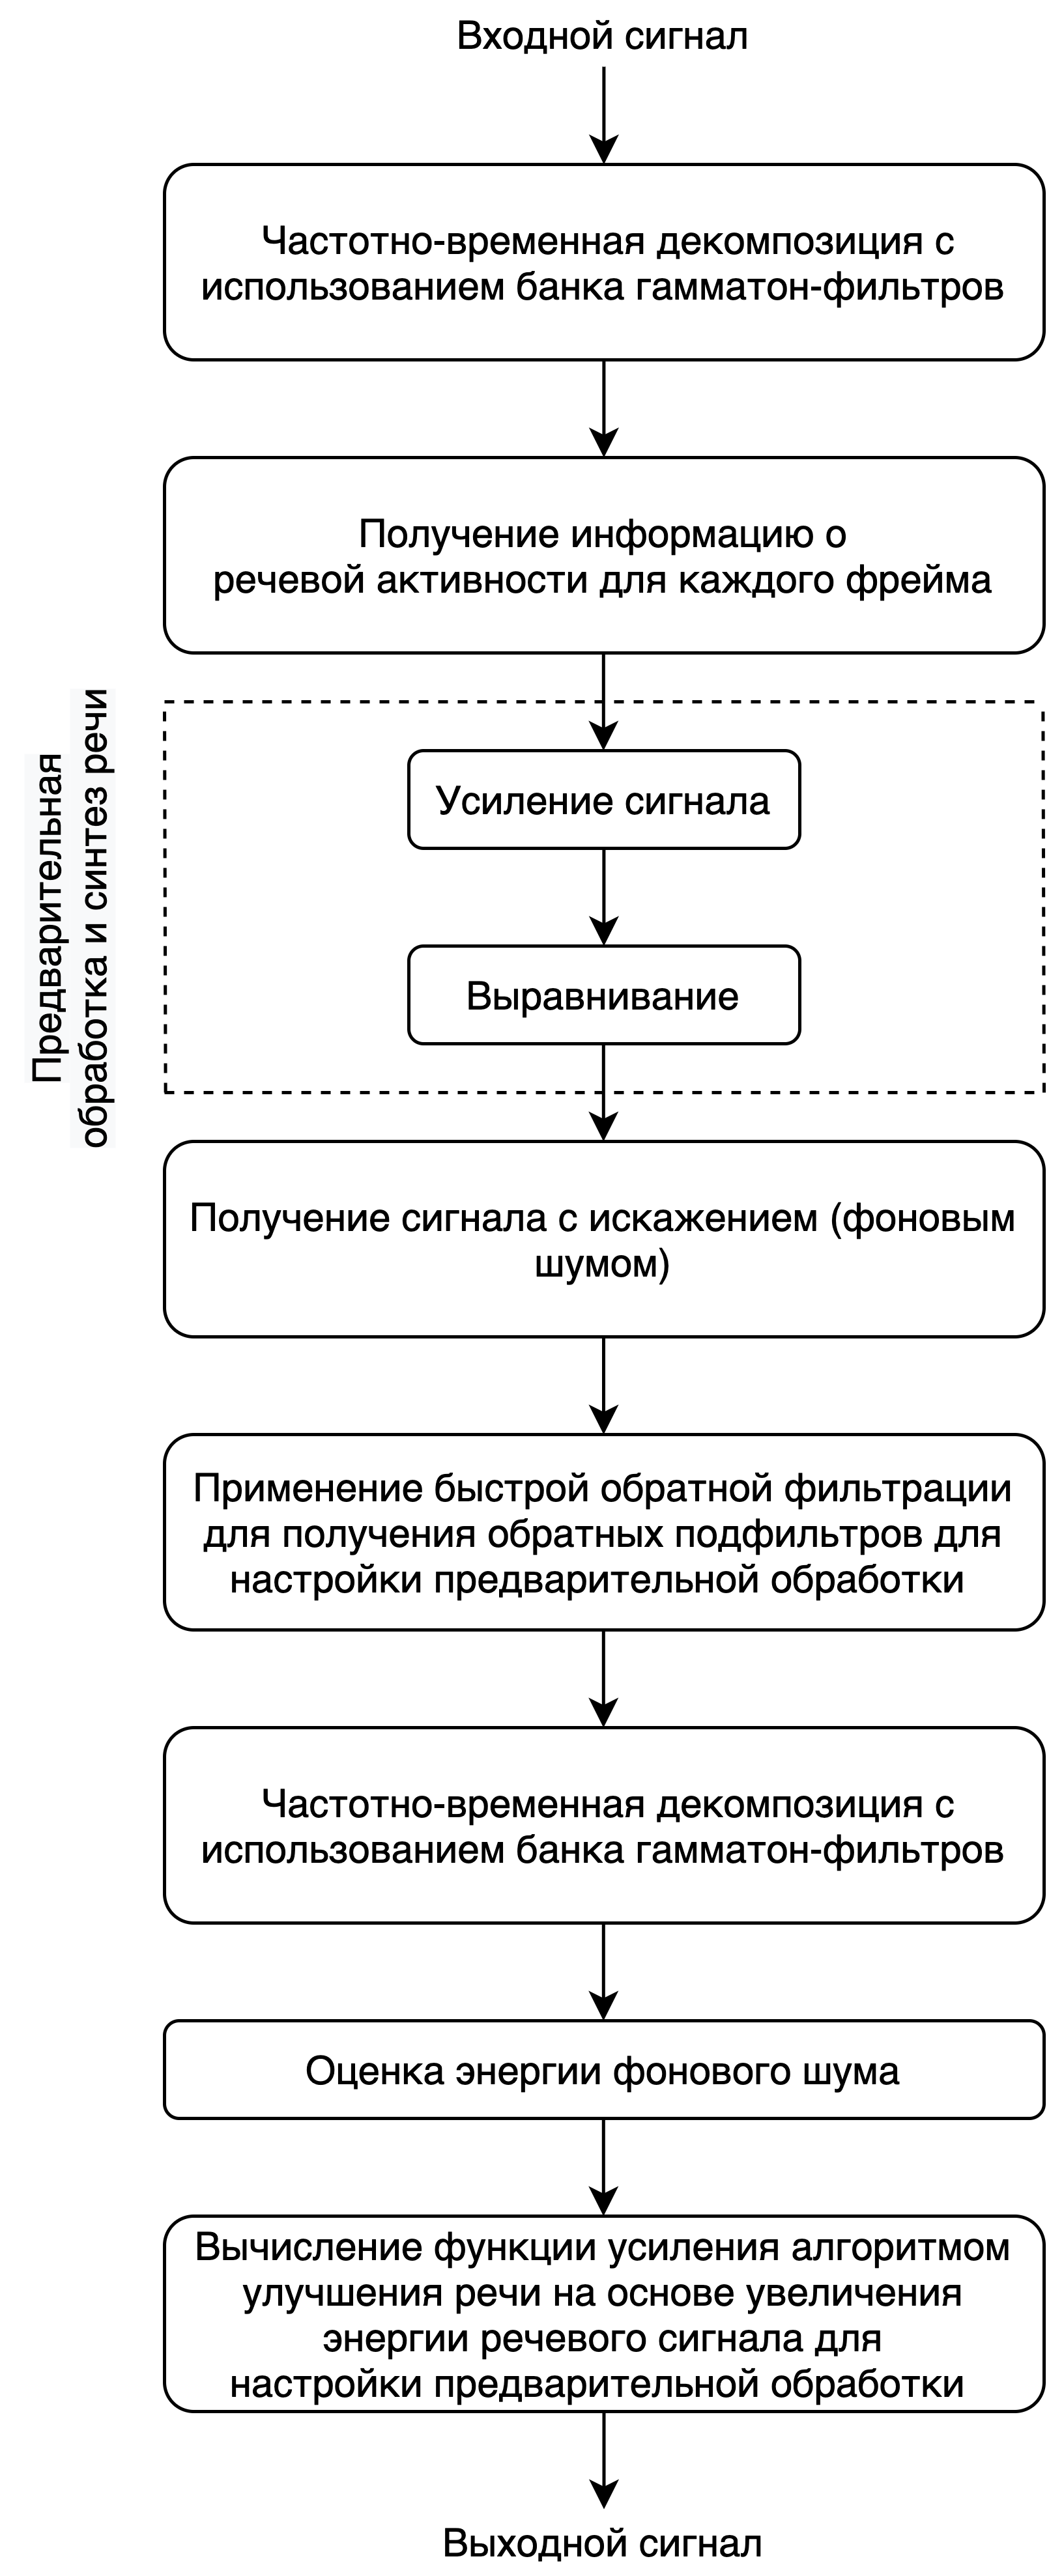 Входной сигнал
Частотно-временная декомпозиция с
использованием банка гамматон-фильтров
Получение информацию о
речевой активности для каждого фрейма
Предварительная
обработка и синтез речи
Усиление сигнала
Выравнивание
Получение сигнала с искажением (фоновым
шумом)
Применение быстрой обратной фильтрации
для получения обратных подфильтров для
настройки предварительной обработки
Частотно-временная декомпозиция с
использованием банка гамматон-фильтров
Оценка энергии фонового шума
Вычисление функции усиления алгоритмом
улучшения речи на основе увеличения
энергии речевого сигнала для
настройки предварительной обработки
Выходной сигнал